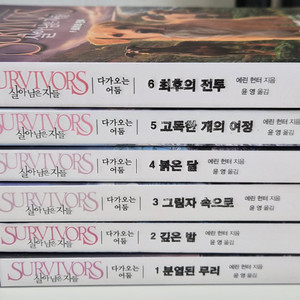 SURVIVORS 살아남은 자들 다가오는 어둠 6 최후의 전투 에린 헌터 지음 윤 영 옮김
SURVIVORS 살아남은 자들 다가오는 어둠 5 고독한 개의 여정 에린 헌터 지음 윤 영 옮김
SURVIVORS 살아남은 자들 다가오는 어둠 4 붉은 달 에린 헌터 지음 윤 영 옮김
SURVIVORS 살아남은 자들 다가오는 어둠 3 그림자 속으로 에린 헌터 지음 윤 영 옮김
SURVIVORS 살아남은 자들 다가오는 어둠 2 깊은 밤 에린 헌터 지음 윤 영 옮김
SURVIVORS 살아남은 자들 다가오는 어둠 1 분열된 무리 에린 헌터 지음 윤 영 옮김